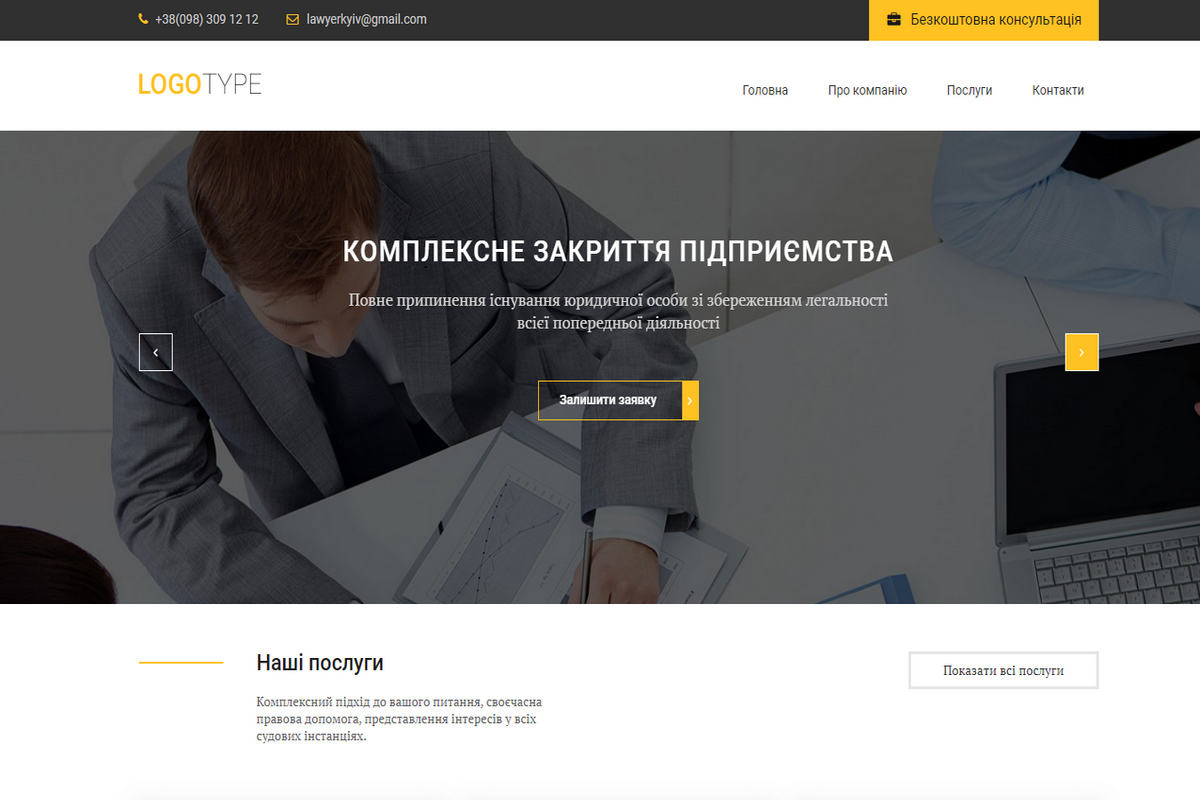 +38(098) 309 12 12
lawyerkyiv@gmail.com
Безкоштовна консультація
LOGOTYPE
Головна
Про компанію
Послуги
Контакти
КОМПЛЕКСНЕ ЗАКРИТТЯ ПІДПРИЄМСТВА
Повне припинення існування юридичної особи зі збереженням легальності
всієї попередньої діяльності
Залишити заявку
Наші послуги
Показати всі послуги
Комплексний підхід до вашого питання, своєчасна
правова допомога, представлення інтересів у всіх
судових інстанціях.